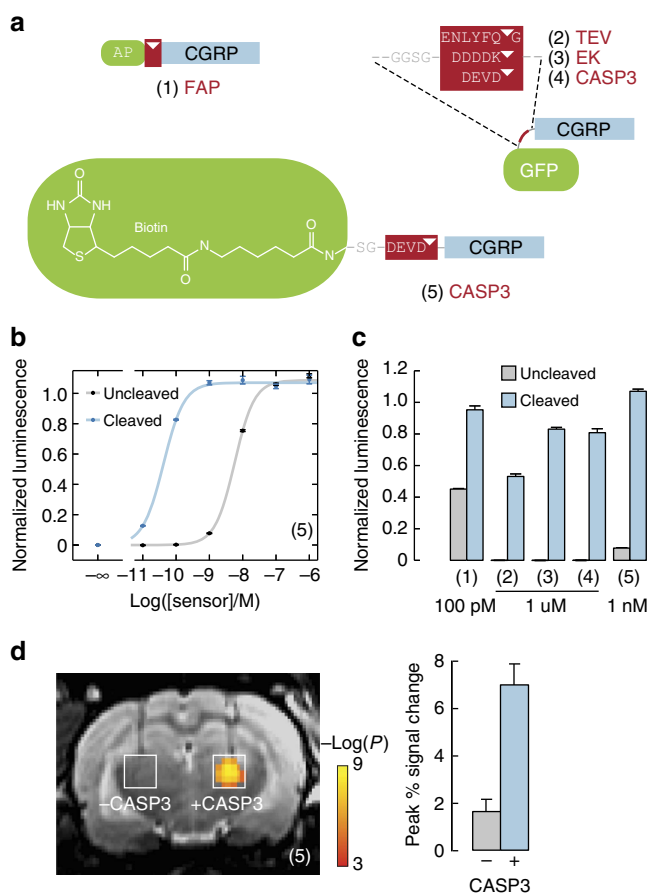 a
AP CGRP
(1) FAP
ENLYFQ G (2) TEV
GGSG DDDDK (3) EK
DEVD (4) CASP3
CGRP
GFP
O
HN NH
Biotin
S
O
N
O
N
SG DEVD CGRP
(5) CASP3
b
Normalized luminescence
1.0
0.8
0.6
0.4
0.2
0
Uncleaved
Cleaved
(5)
−∞ −11 −10 −9 −8 −7 −6
Log([sensor]/M)
c
Normalized luminescence
1.2
1.0
0.8
0.6
0.4
0.2
0
Uncleaved
Cleaved
(1) (2) (3) (4) (5)
100 pM 1 uM 1 nM
d
−CASP3 +CASP3
(5)
−Log(P)
9
3
Peak % signal change
8
6
4
2
0
− +
CASP3